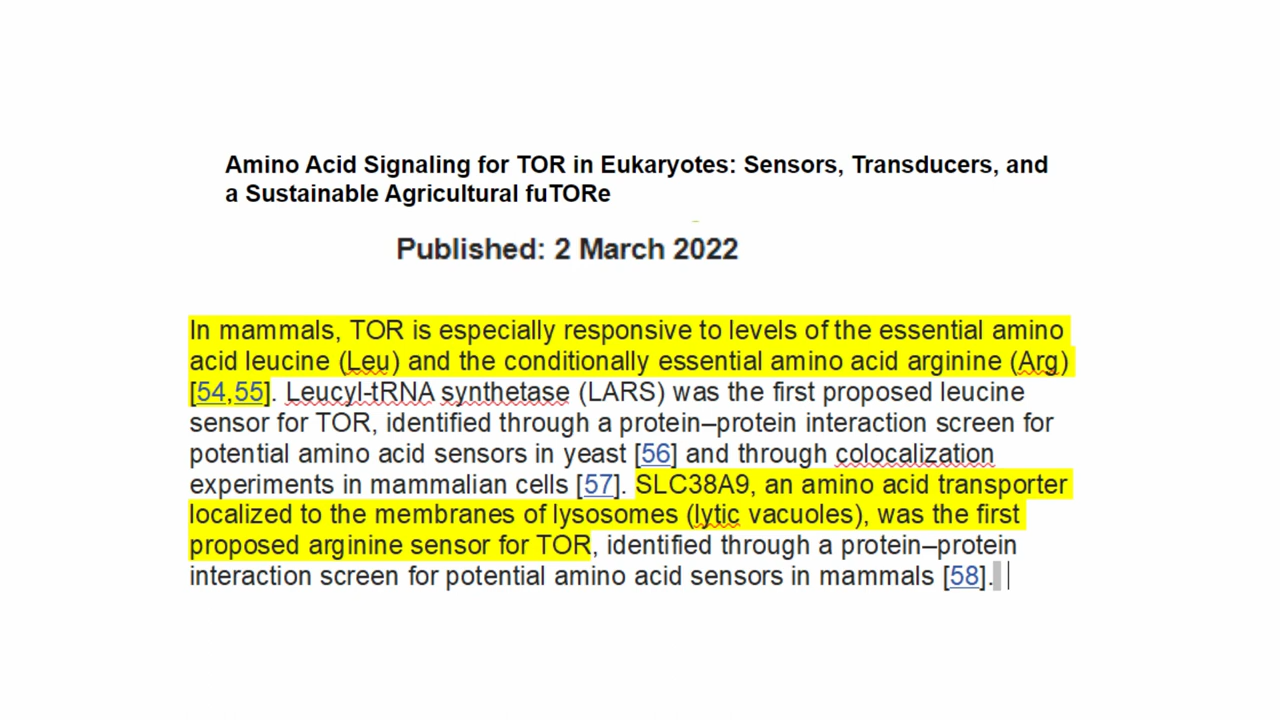 Amino Acid Signaling for TOR in Eukaryotes: Sensors, Transducers, and
a Sustainable Agricultural fuTORe
Published: 2 March 2022
In mammals, TOR is especially responsive to levels of the essential amino
acid leucine (Leu) and the conditionally essential amino acid arginine (Arg)
[54,55]. Leucyl-tRNA synthetase (LARS) was the first proposed leucine
sensor for TOR, identified through a protein–protein interaction screen for
potential amino acid sensors in yeast [56] and through colocalization
experiments in mammalian cells [57]. SLC38A9, an amino acid transporter
localized to the membranes of lysosomes (lytic vacuoles), was the first
proposed arginine sensor for TOR, identified through a protein–protein
interaction screen for potential amino acid sensors in mammals [58].